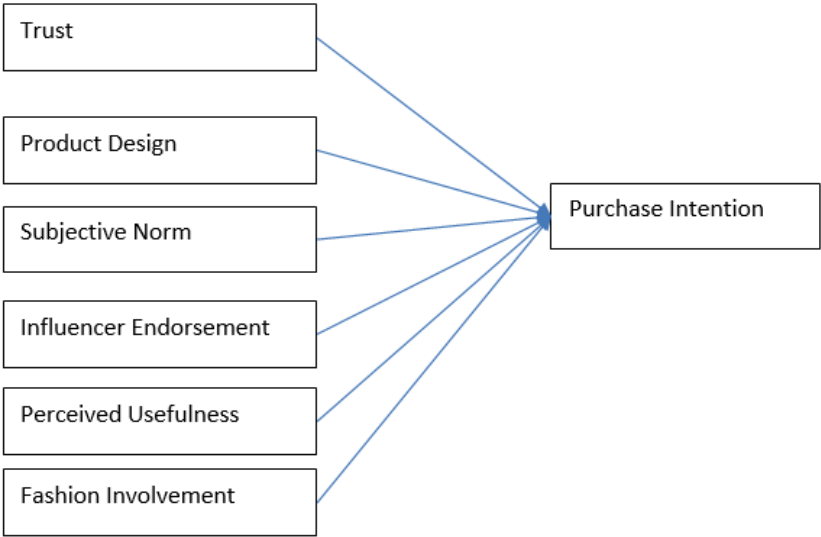 Trust
Product Design
Purchase Intention
Subjective Norm
Influencer Endorsement
Perceived Usefulness
Fashion Involvement